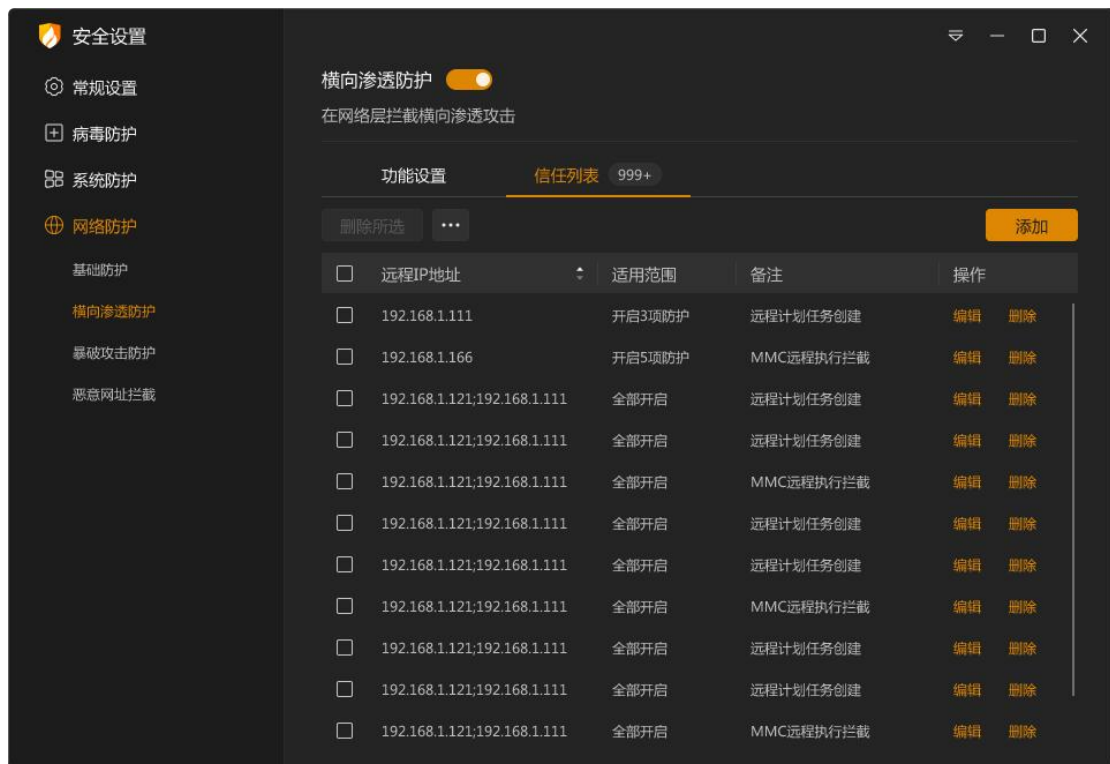 安全设置
常规设置
病毒防护
系统防护
网络防护
基础防护
横向渗透防护
暴破攻击防护
恶意网址拦截
横向渗透防护
在网络层拦截横向渗透攻击
功能设置 信任列表 999+
删除所选 ··· 添加
远程IP地址 适用范围 备注 操作
192.168.1.111 开启3项防护 远程计划任务创建 编辑 删除
192.168.1.166 开启5项防护 MMC远程执行拦截 编辑 删除
192.168.1.121;192.168.1.111 全部开启 远程计划任务创建 编辑 删除
192.168.1.121;192.168.1.111 全部开启 远程计划任务创建 编辑 删除
192.168.1.121;192.168.1.111 全部开启 MMC远程执行拦截 编辑 删除
192.168.1.121;192.168.1.111 全部开启 远程计划任务创建 编辑 删除
192.168.1.121;192.168.1.111 全部开启 远程计划任务创建 编辑 删除
192.168.1.121;192.168.1.111 全部开启 MMC远程执行拦截 编辑 删除
192.168.1.121;192.168.1.111 全部开启 远程计划任务创建 编辑 删除
192.168.1.121;192.168.1.111 全部开启 远程计划任务创建 编辑 删除
192.168.1.121;192.168.1.111 全部开启 MMC远程执行拦截 编辑 删除